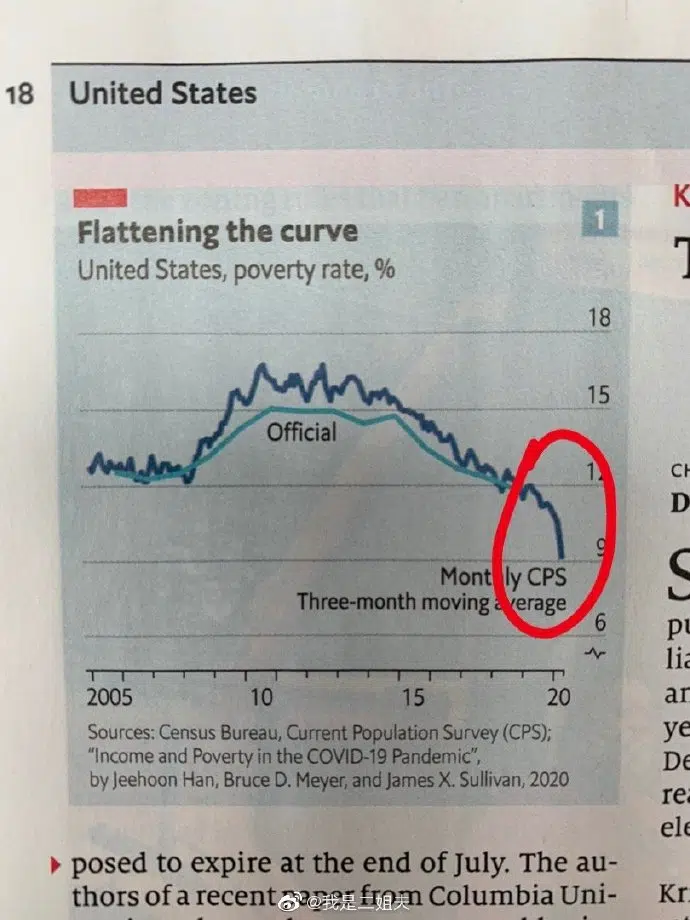 18 United States
Flattening the curve
1
United States, poverty rate, %
18
15
Official
12
9
Monthly CPS
Three-month moving average
6
2005 10 15 20
Sources: Census Bureau, Current Population Survey (CPS);
“Income and Poverty in the COVID-19 Pandemic”,
by Jeehoon Han, Bruce D. Meyer, and James X. Sullivan, 2020
posed to expire at the end of July. The au-
thors of a recent paper from Columbia Uni-
K
T
CH
D
S
pu
lia
an
ye
De
rea
ele
Kr
@我是二姐夫